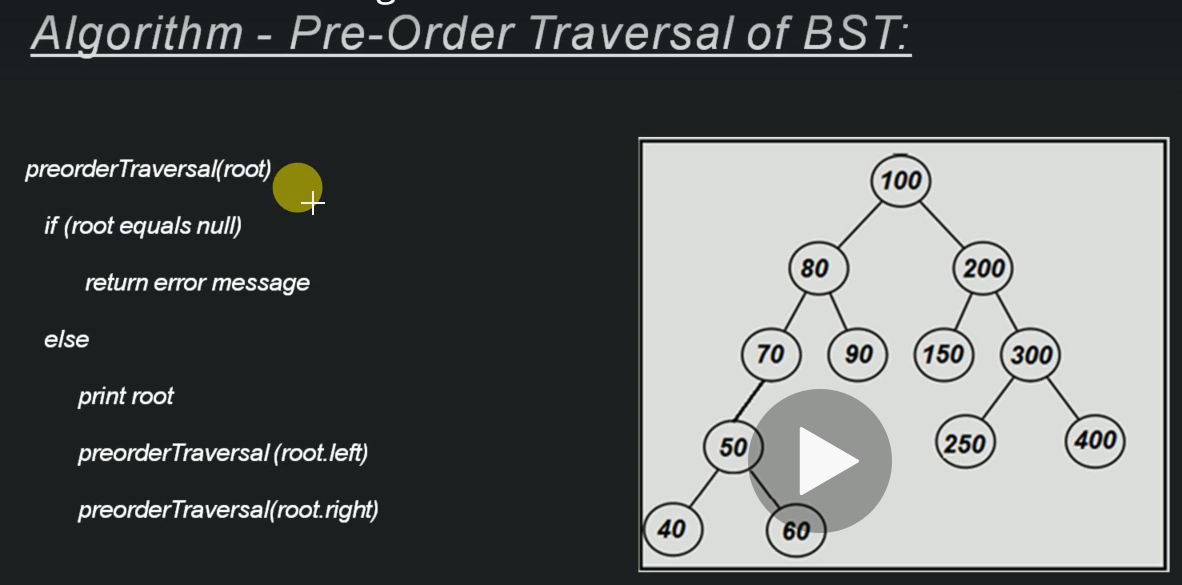 Algorithm - Pre-Order Traversal of BST:
preorderTraversal(root)
if (root equals null)
return error message
else
print root
preorderTraversal (root.left)
preorderTraversal(root.right)
100
80 200
70 90 150 300
50 250 400
40 60